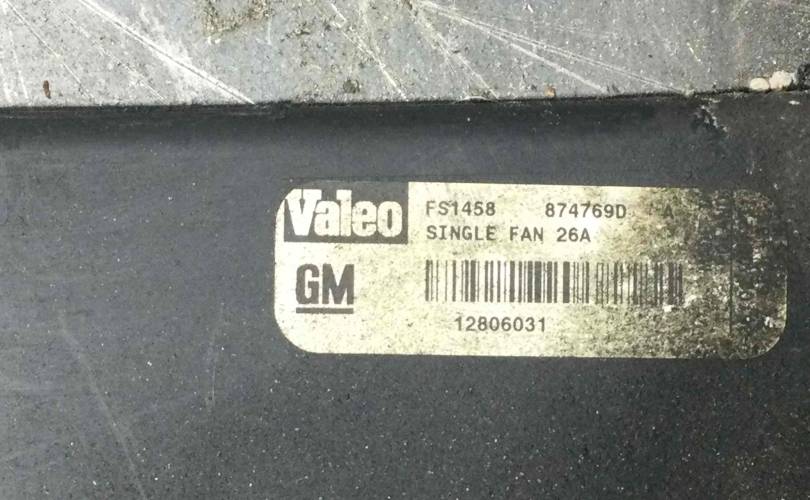 Valeo
FS1458 874769D A
SINGLE FAN 26A
GM
12806031